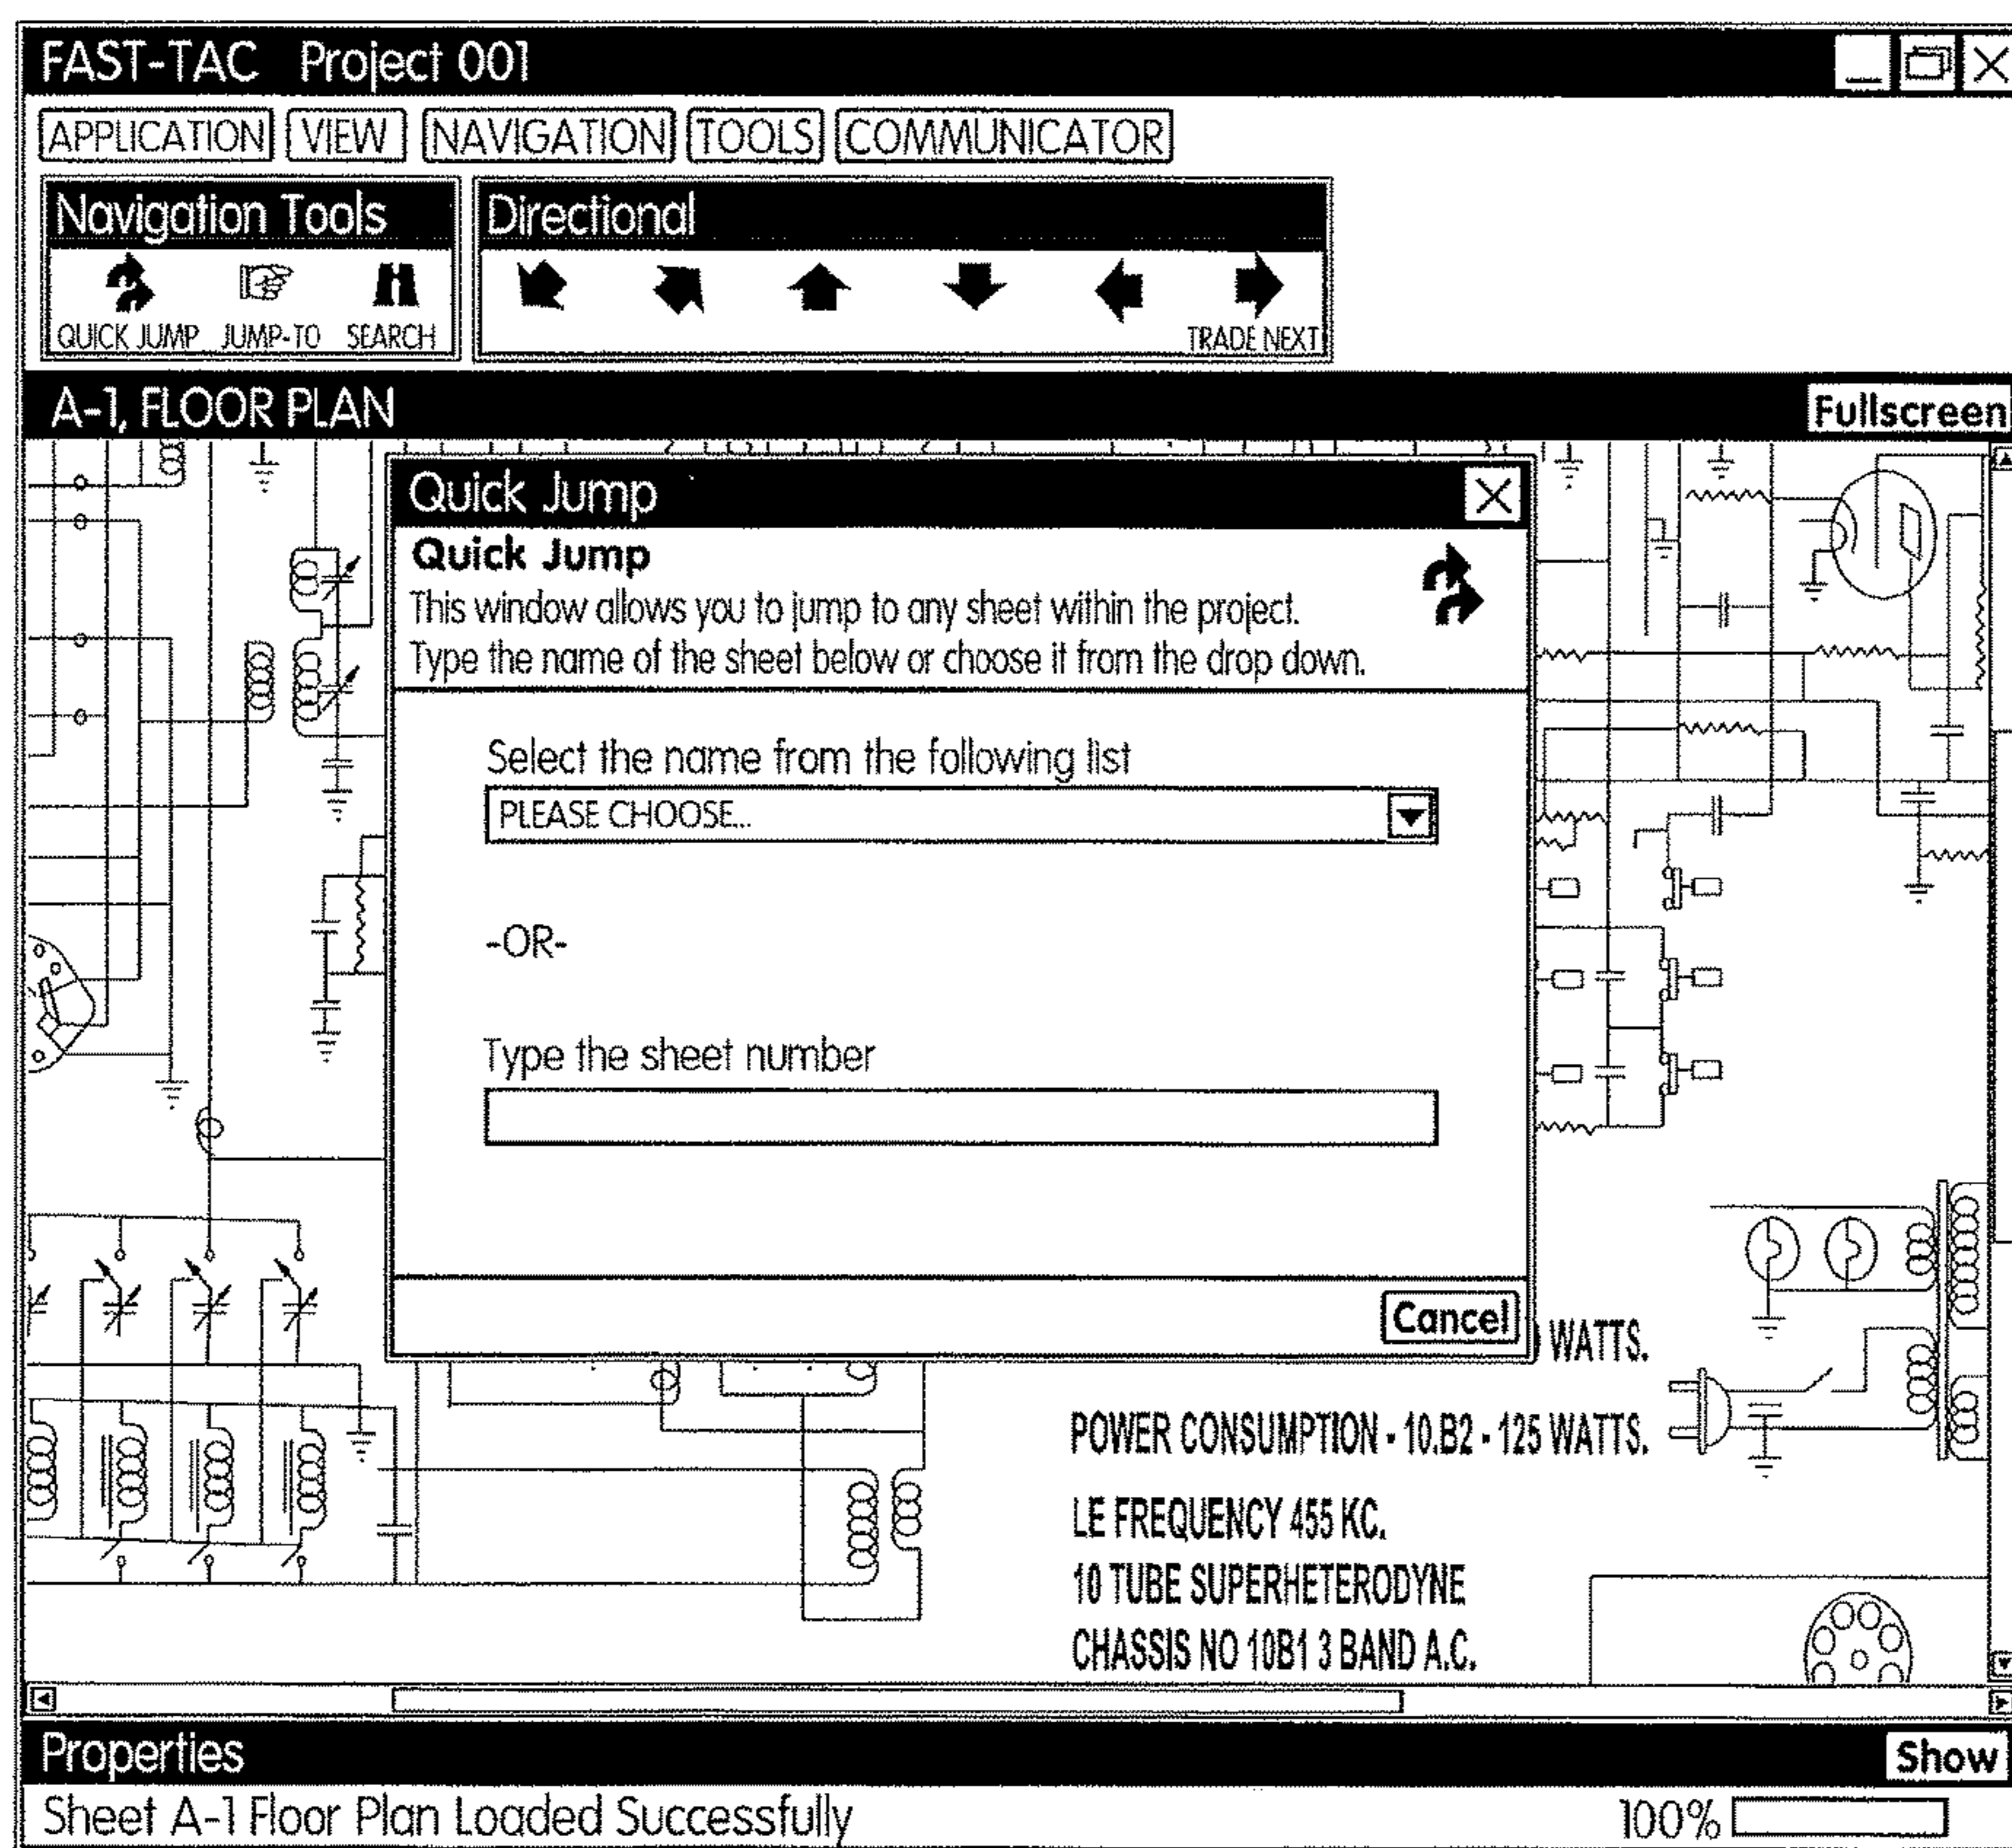 FAST-TAC Project 001
APPLICATION VIEW NAVIGATION TOOLS COMMUNICATOR
Navigation Tools Directional
QUICK JUMP JUMP-TO SEARCH TRADE NEXT
A-1, FLOOR PLAN Fullscreen
Quick Jump
Quick Jump
This window allows you to jump to any sheet within the project.
Type the name of the sheet below or choose it from the drop down.
Select the name from the following list
PLEASE CHOOSE...
-OR-
Type the sheet number
Cancel
WATTS.
POWER CONSUMPTION - 10.B2 - 125 WATTS.
LE FREQUENCY 455 KC.
10 TUBE SUPERHETERODYNE
CHASSIS NO 10B1 3 BAND A.C.
Properties Show
Sheet A-1 Floor Plan Loaded Successfully 100%